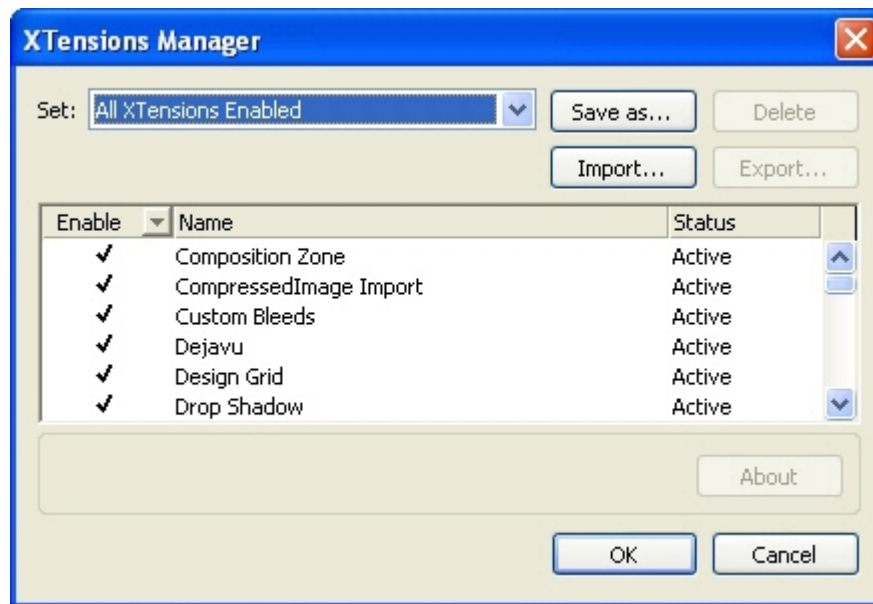 XTensions Manager
Set: All XTensions Enabled Save as... Delete
Import... Export...
Enable Name Status
Composition Zone Active
CompressedImage Import Active
Custom Bleeds Active
Dejavu Active
Design Grid Active
Drop Shadow Active
About
OK Cancel